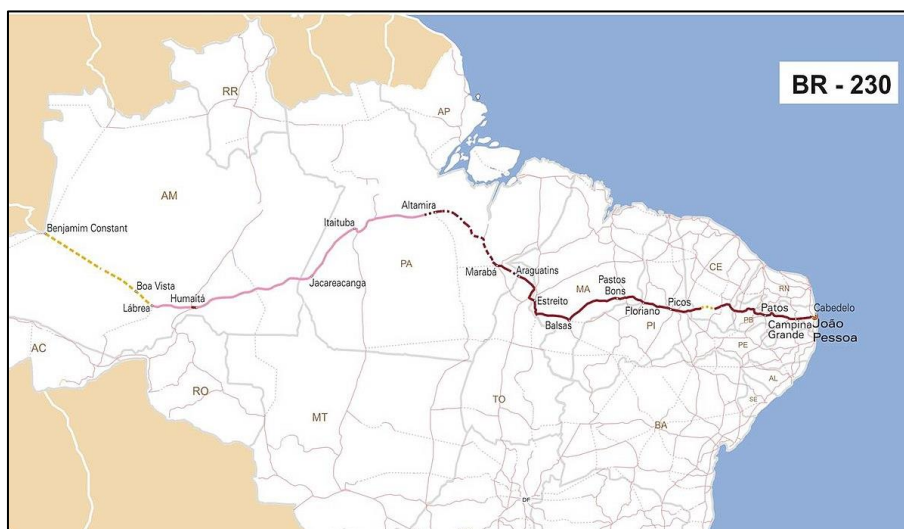 BR - 230
RR
AP
AM
Benjamim Constant
Boa Vista
Lábrea
Humaitá
Itaituba
Altamira
Jacareacanga
PA
Marabá
Araguatins
Estreito
Balsas
MA
Pastos
Bons
Floriano
Picos
PI
CE
RN
Patos
PB
Cabedelo
Campina
Grande
João
Pessoa
PE
AL
SE
AC
RO
MT
TO
BA
DF